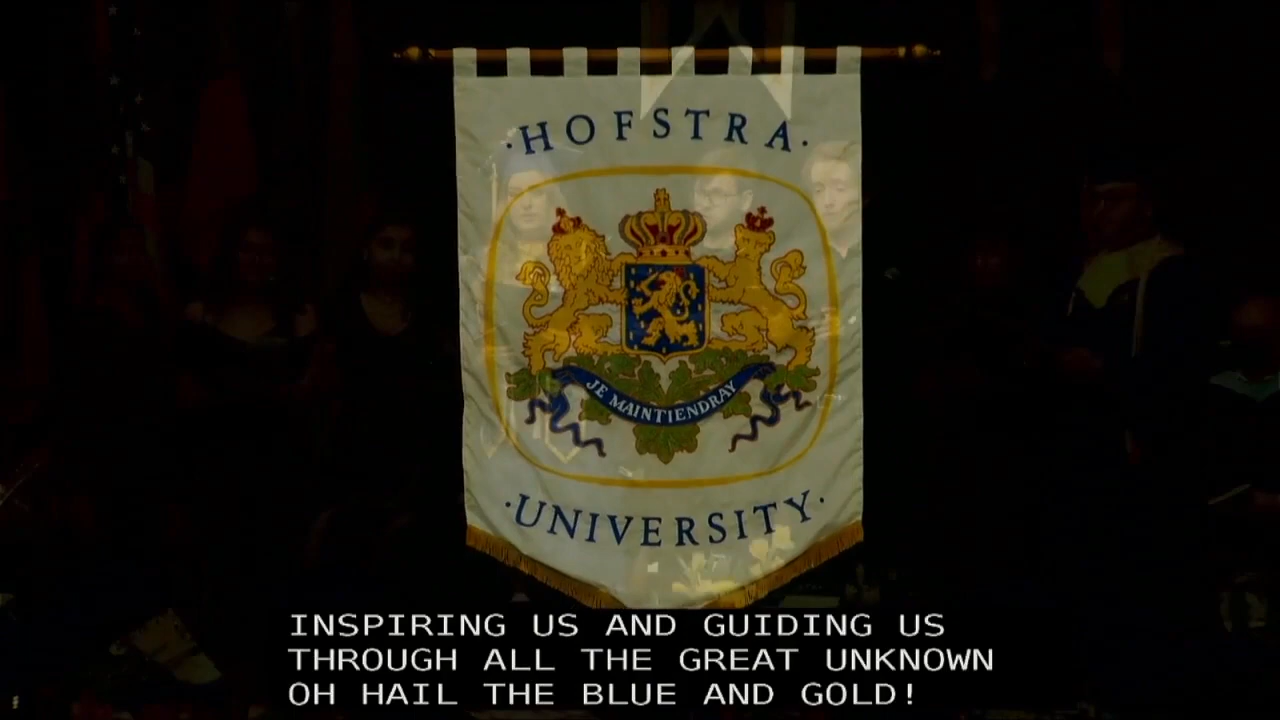 ·HOFSTRA·
JE MAINTIENDRAY
·UNIVERSITY·
INSPIRING US AND GUIDING US
THROUGH ALL THE GREAT UNKNOWN
OH HAIL THE BLUE AND GOLD!